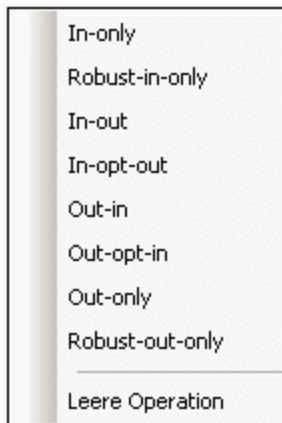 In-only
Robust-in-only
In-out
In-opt-out
Out-in
Out-opt-in
Out-only
Robust-out-only
Leere Operation